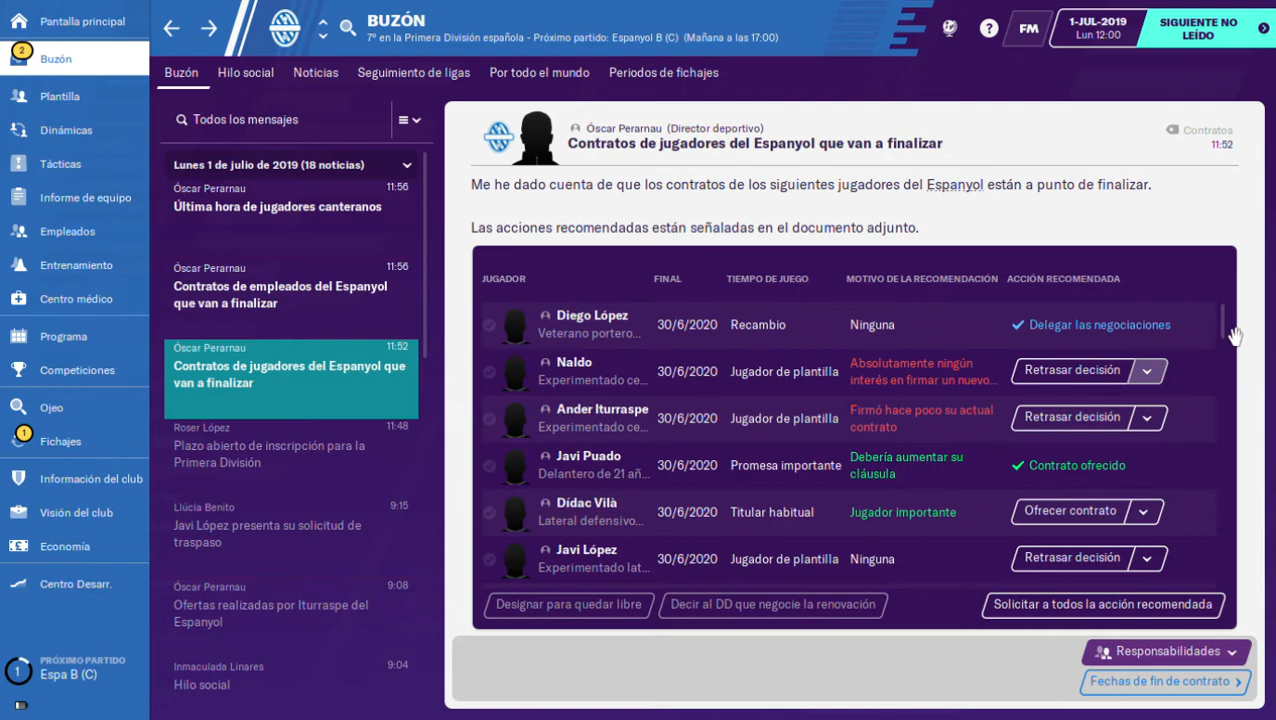 Pantalla principal
BUZÓN
7º en la Primera División española - Próximo partido: Espanyol B (C) (Mañana a las 17:00)
?
FM
1-JUL-2019
Lun 12:00
SIGUIENTE NO
LEÍDO
2
Buzón
Plantilla
Dinámicas
Tácticas
Informe de equipo
Empleados
Entrenamiento
Centro médico
Programa
Competiciones
Ojeo
1
Fichajes
Información del club
Visión del club
Economía
Centro Desarr.
1
PRÓXIMO PARTIDO
Espa B (C)
Buzón
Hilo social
Noticias
Seguimiento de ligas
Por todo el mundo
Periodos de fichajes
Todos los mensajes
Lunes 1 de julio de 2019 (18 noticias)
Óscar Perarnau 11:56
Última hora de jugadores canteranos
Óscar Perarnau 11:56
Contratos de empleados del Espanyol
que van a finalizar
Óscar Perarnau 11:52
Contratos de jugadores del Espanyol que
van a finalizar
Roser López 11:48
Plazo abierto de inscripción para la
Primera División
Llúcia Benito 9:15
Javi López presenta su solicitud de
traspaso
Óscar Perarnau 9:08
Ofertas realizadas por Iturraspe del
Espanyol
Inmaculada Linares 9:04
Hilo social
Óscar Perarnau (Director deportivo)
Contratos de jugadores del Espanyol que van a finalizar
Contratos
11:52
Me he dado cuenta de que los contratos de los siguientes jugadores del Espanyol están a punto de finalizar.
Las acciones recomendadas están señaladas en el documento adjunto.
JUGADOR FINAL TIEMPO DE JUEGO MOTIVO DE LA RECOMENDACIÓN ACCIÓN RECOMENDADA
Diego López
Veterano portero... 30/6/2020 Recambio Ninguna Delegar las negociaciones
Naldo
Experimentado ce... 30/6/2020 Jugador de plantilla
Absolutamente ningún
interés en firmar un nuevo...
Retrasar decisión
Ander Iturraspe
Experimentado ce... 30/6/2020 Jugador de plantilla
Firmó hace poco su actual
contrato
Retrasar decisión
Javi Puado
Delantero de 21 añ... 30/6/2020 Promesa importante
Debería aumentar su
cláusula
Contrato ofrecido
Dídac Vilà
Lateral defensivo... 30/6/2020 Titular habitual Jugador importante Ofrecer contrato
Javi López
Experimentado lat... 30/6/2020 Jugador de plantilla Ninguna Retrasar decisión
Designar para quedar libre
Decir al DD que negocie la renovación
Solicitar a todos la acción recomendada
Responsabilidades
Fechas de fin de contrato